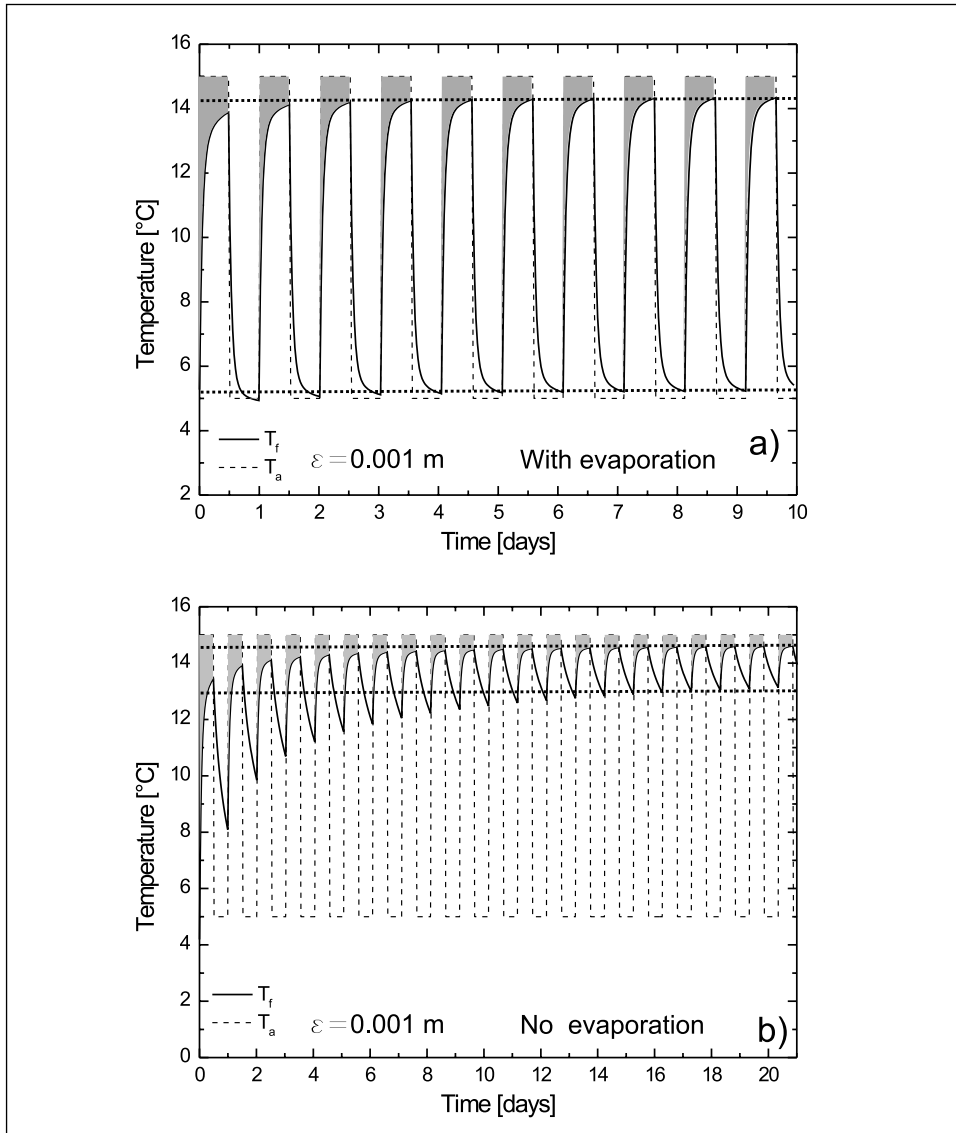 16
14
12
10
8
6
4
2
Temperature [°C]
T_f
T_a
ε = 0.001 m
With evaporation
a)
0 1 2 3 4 5 6 7 8 9 10
Time [days]
16
14
12
10
8
6
4
2
0
Temperature [°C]
T_f
T_a
ε = 0.001 m
No evaporation
b)
0 2 4 6 8 10 12 14 16 18 20
Time [days]